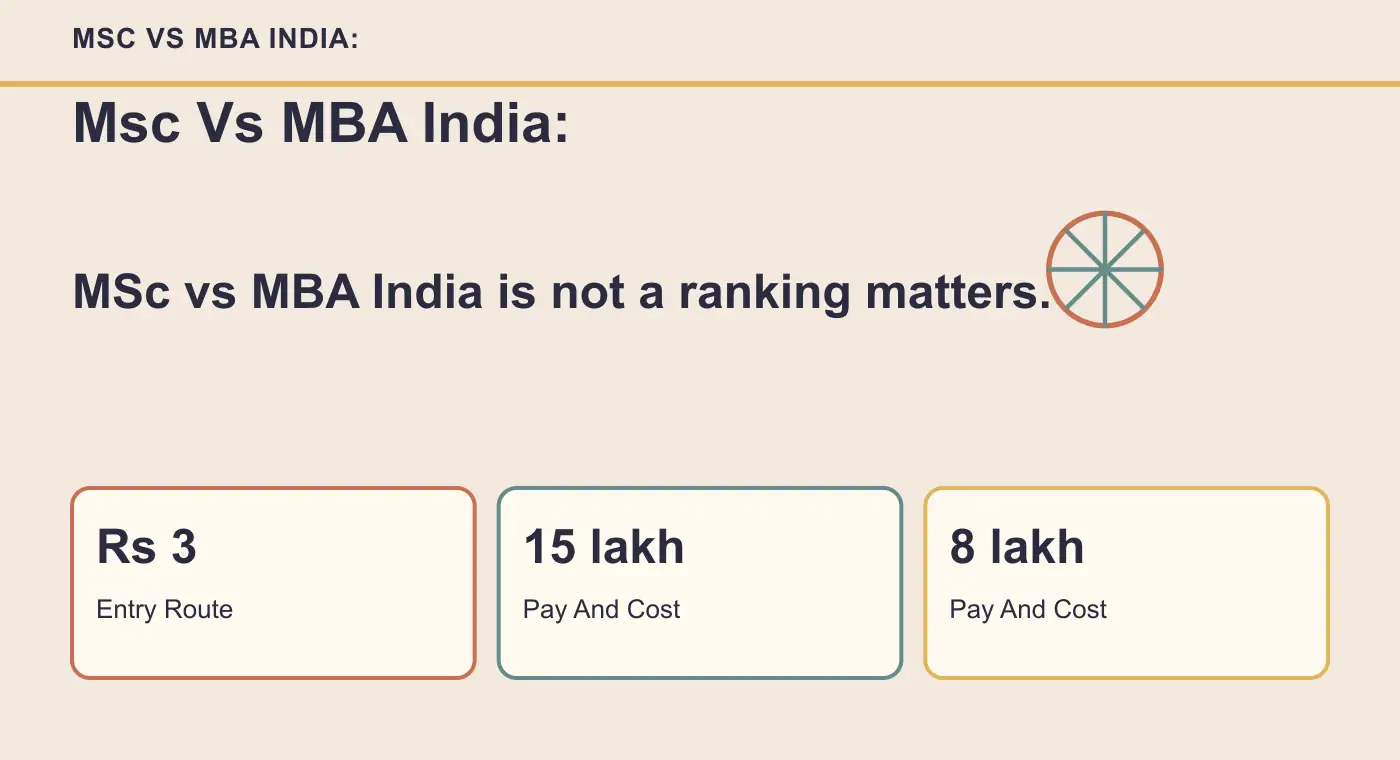 MSC VS MBA INDIA:
Msc Vs MBA India:
MSc vs MBA India is not a ranking matters.
Rs 3
Entry Route
15 lakh
Pay And Cost
8 lakh
Pay And Cost